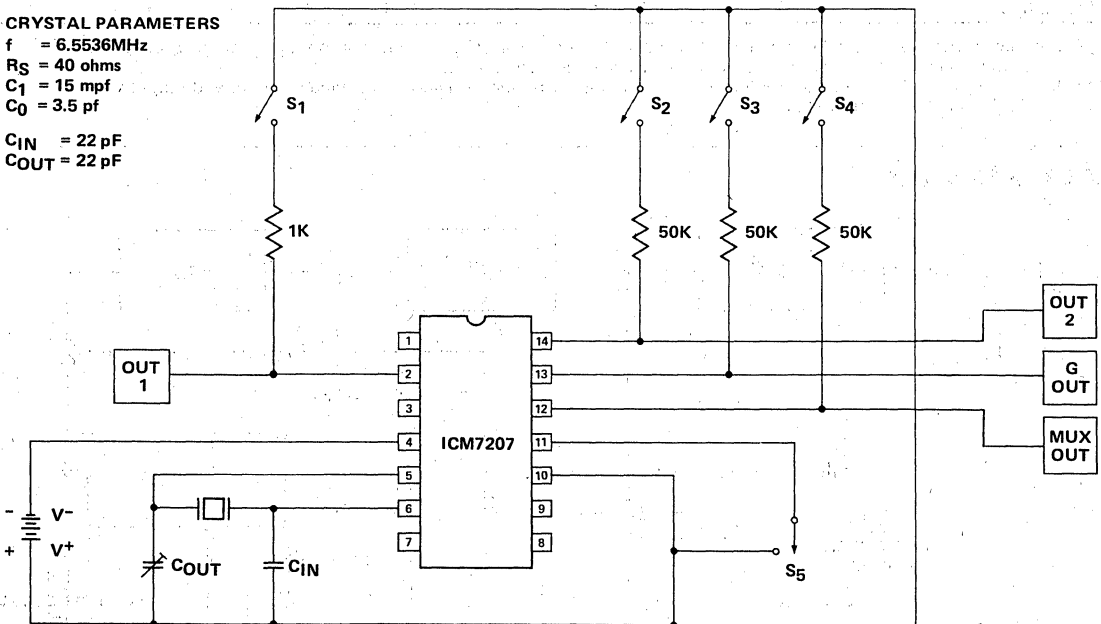 CRYSTAL PARAMETERS
f = 6.5536MHz
RS = 40 ohms
C1 = 15 mpf
C0 = 3.5 pf
CIN = 22 pF
COUT = 22 pF
S1
S2
S3
S4
1K
50K
50K
50K
OUT
1
OUT
2
G
OUT
MUX
OUT
ICM7207
1
2
3
4
5
6
7
14
13
12
11
10
9
8
- V-
+ V+
COUT
CIN
S5